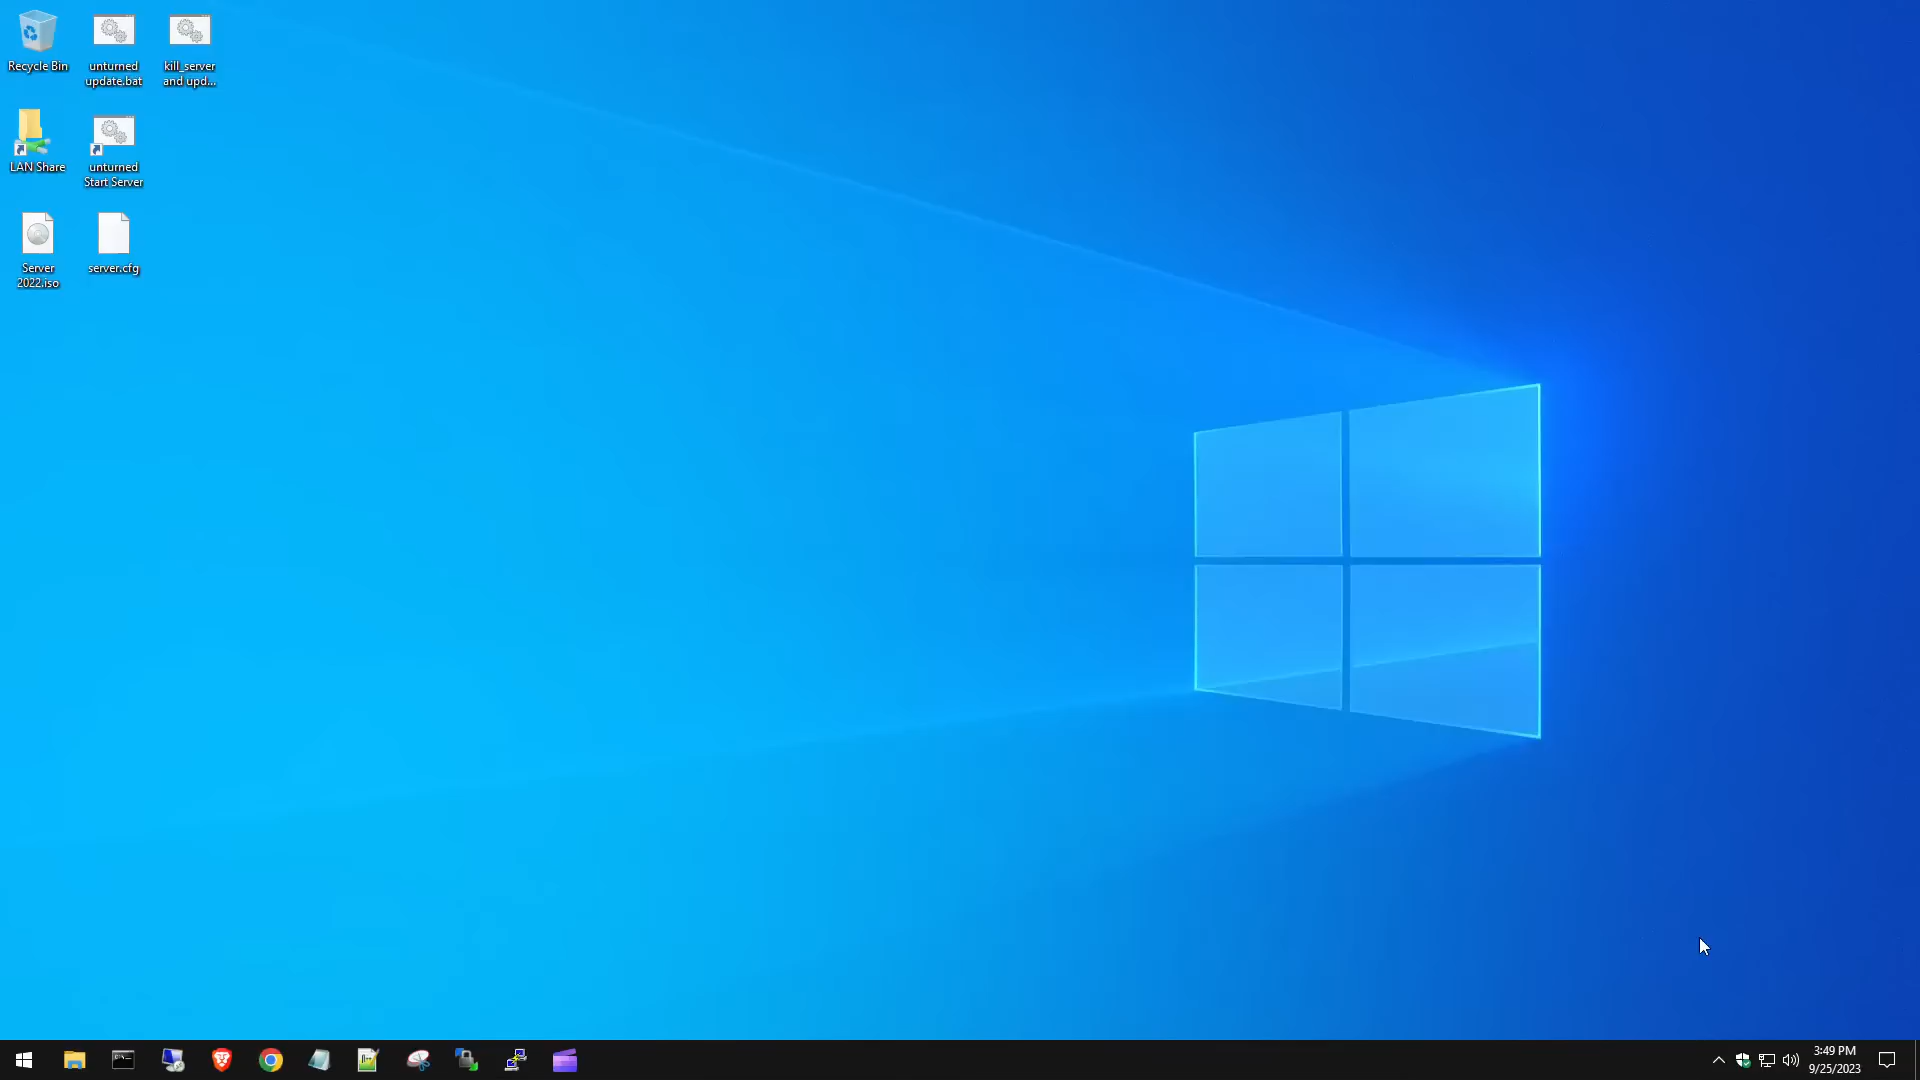 Recycle Bin
unturned
update.bat
kill_server
and upd...
LAN Share
unturned
Start Server
Server
2022.iso
server.cfg
3:49 PM
9/25/2023